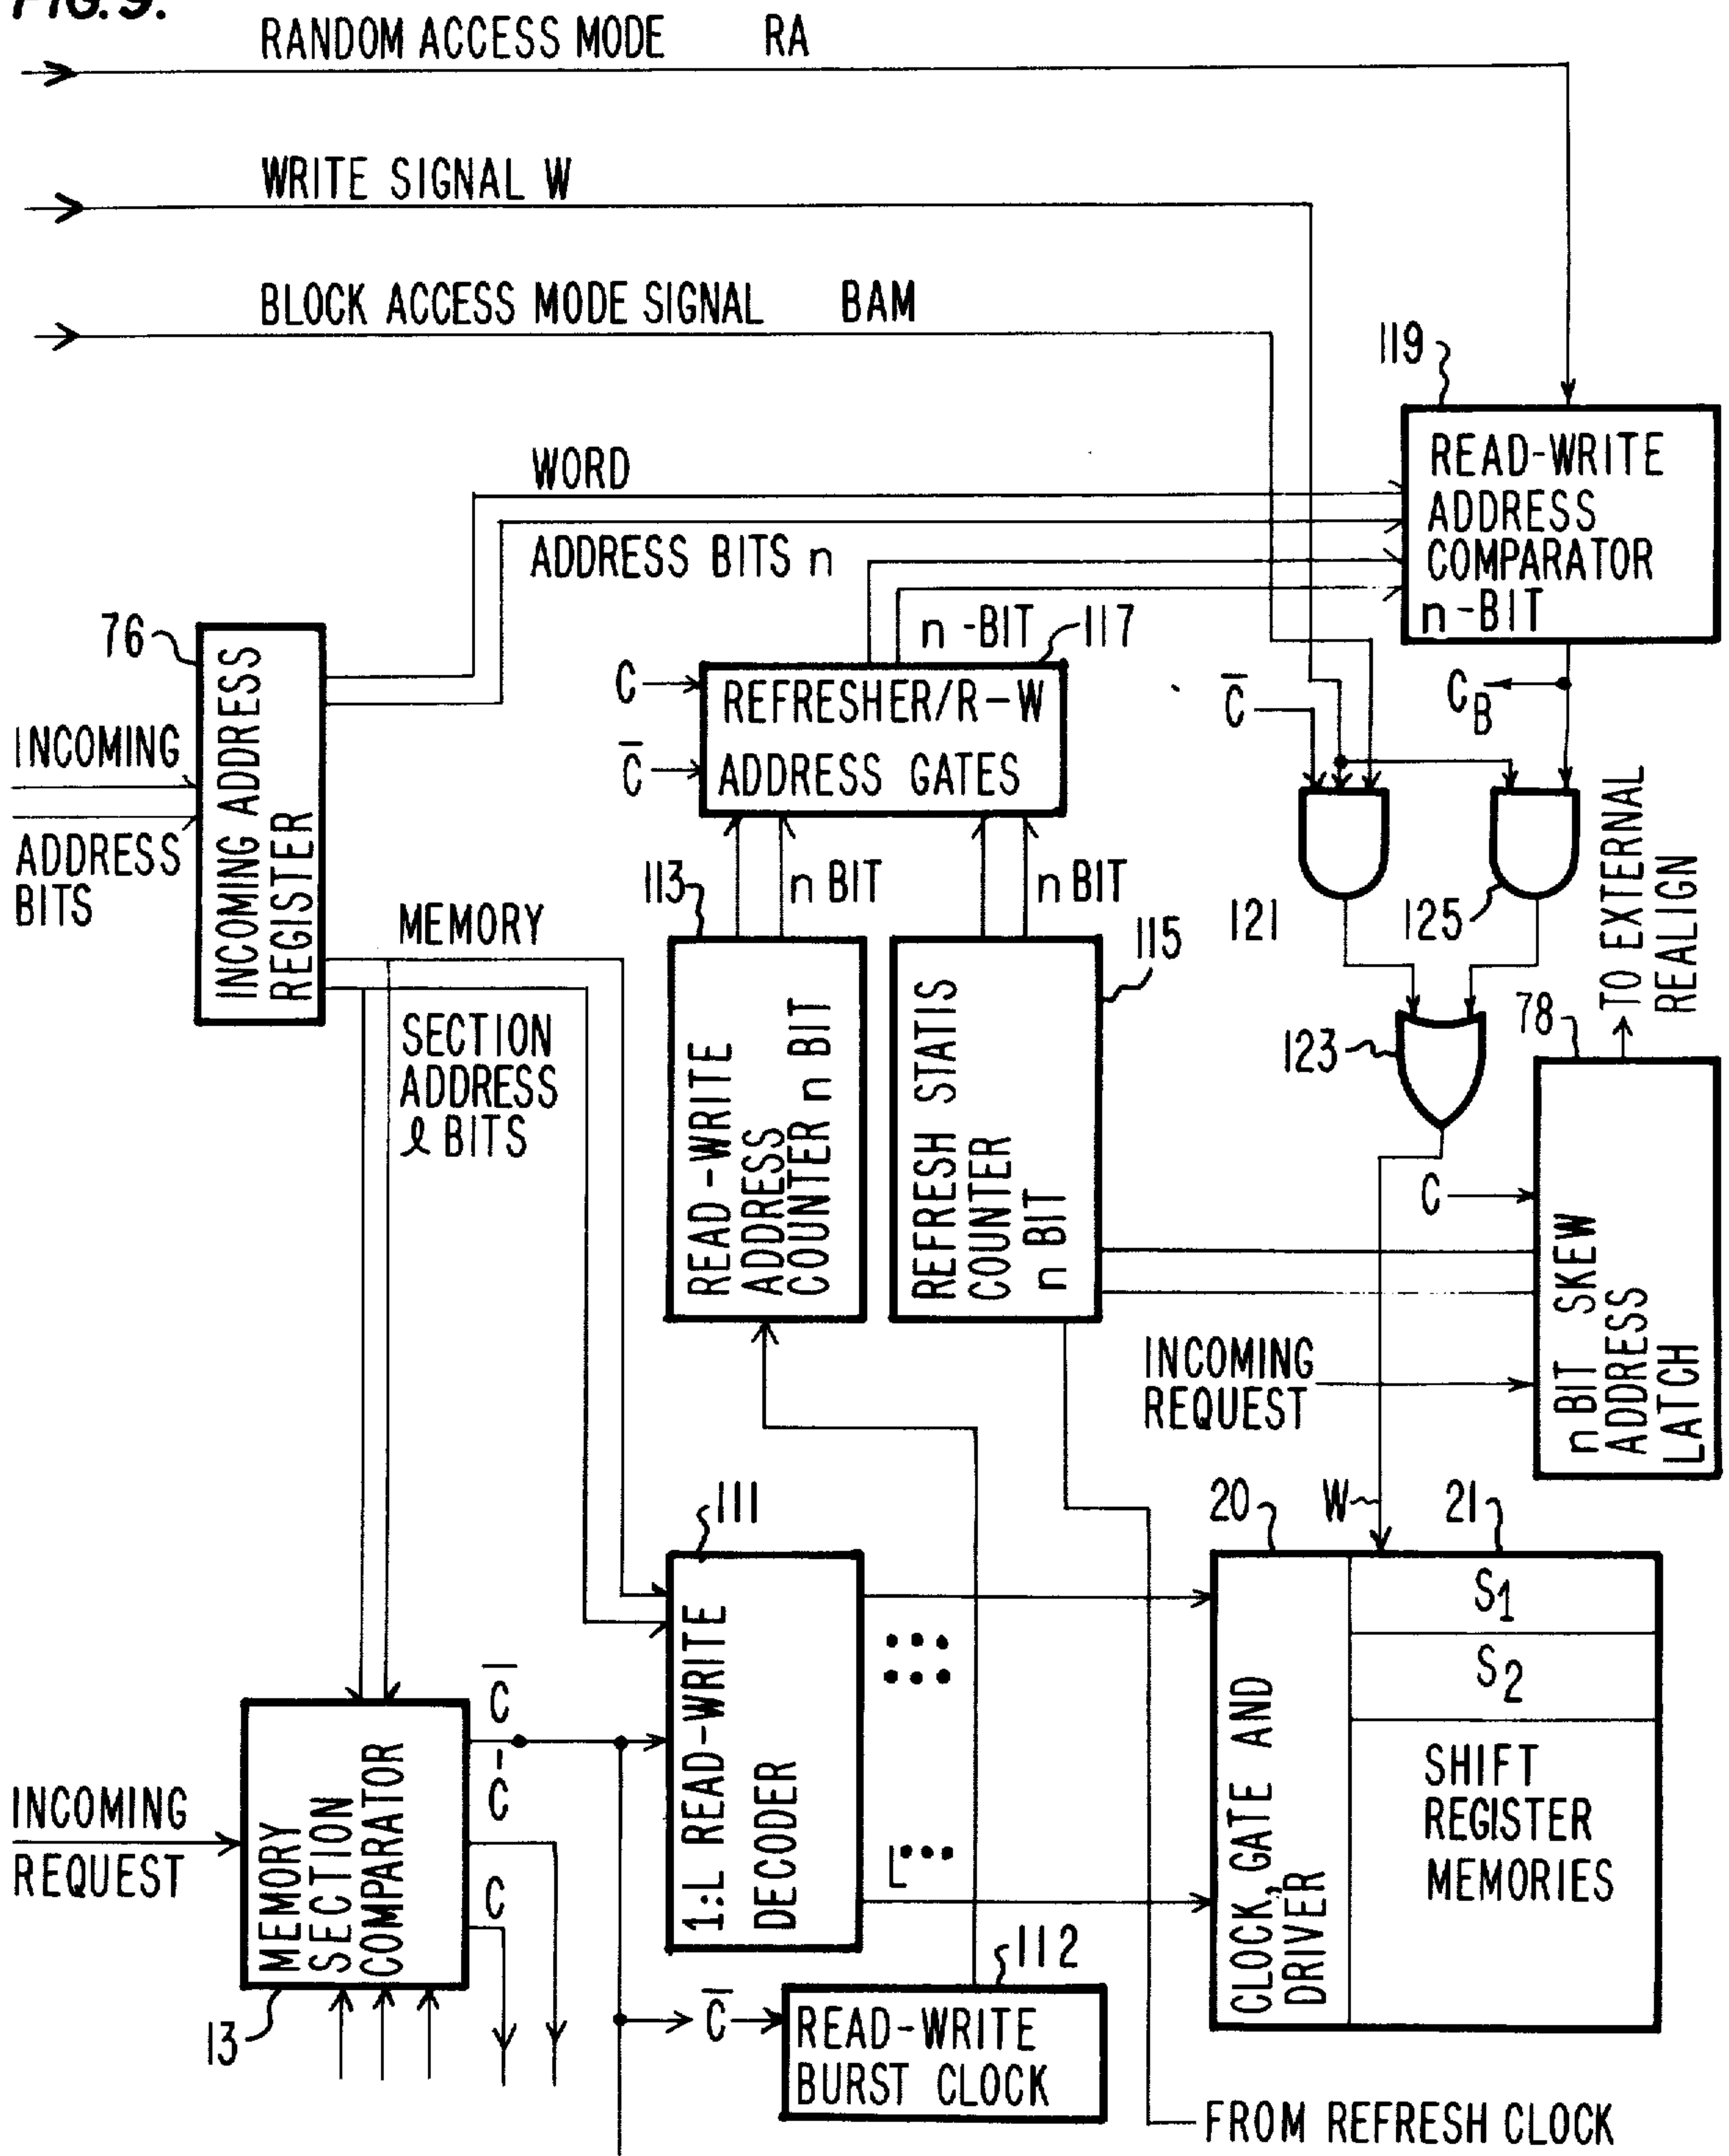 FIG. 9.
RANDOM ACCESS MODE RA
WRITE SIGNAL W
BLOCK ACCESS MODE SIGNAL BAM
119
READ-WRITE
ADDRESS
COMPARATOR
n-BIT
WORD
ADDRESS BITS n
76
INCOMING ADDRESS
REGISTER
INCOMING
ADDRESS
BITS
n-BIT
117
C
C̅
REFRESHER/R-W
ADDRESS GATES
C̅
CB
113
n BIT
n BIT
115
121
125
TO EXTERNAL
REALIGN
MEMORY
SECTION
ADDRESS
ℓ BITS
READ-WRITE
ADDRESS
COUNTER n BIT
REFRESH STATIS
COUNTER
n BIT
123
78
C
n BIT SKEW
ADDRESS
LATCH
INCOMING
REQUEST
111
20
W
21
1:L READ-WRITE
DECODER
L
CLOCK, GATE AND
DRIVER
S1
S2
SHIFT
REGISTER
MEMORIES
INCOMING
REQUEST
MEMORY
SECTION
COMPARATOR
13
C̅
C̅
C
C̅
112
READ-WRITE
BURST CLOCK
FROM REFRESH CLOCK